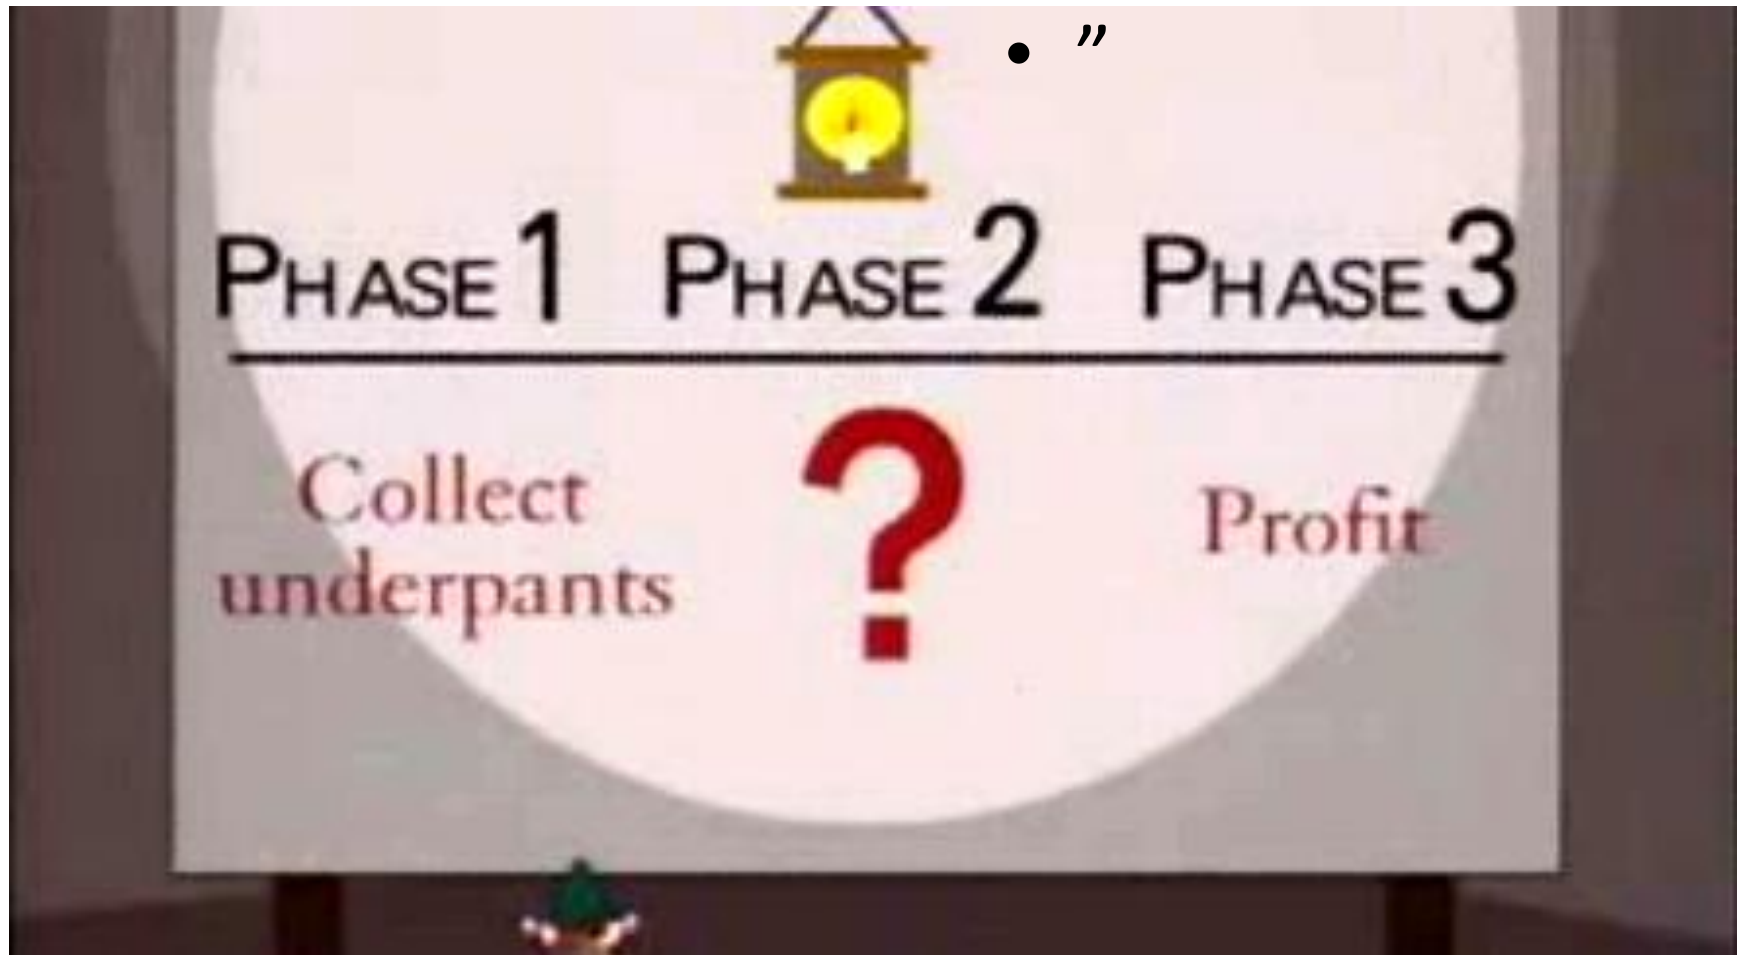 • ”
PHASE 1 PHASE 2 PHASE 3
Collect
underpants
?
Profit